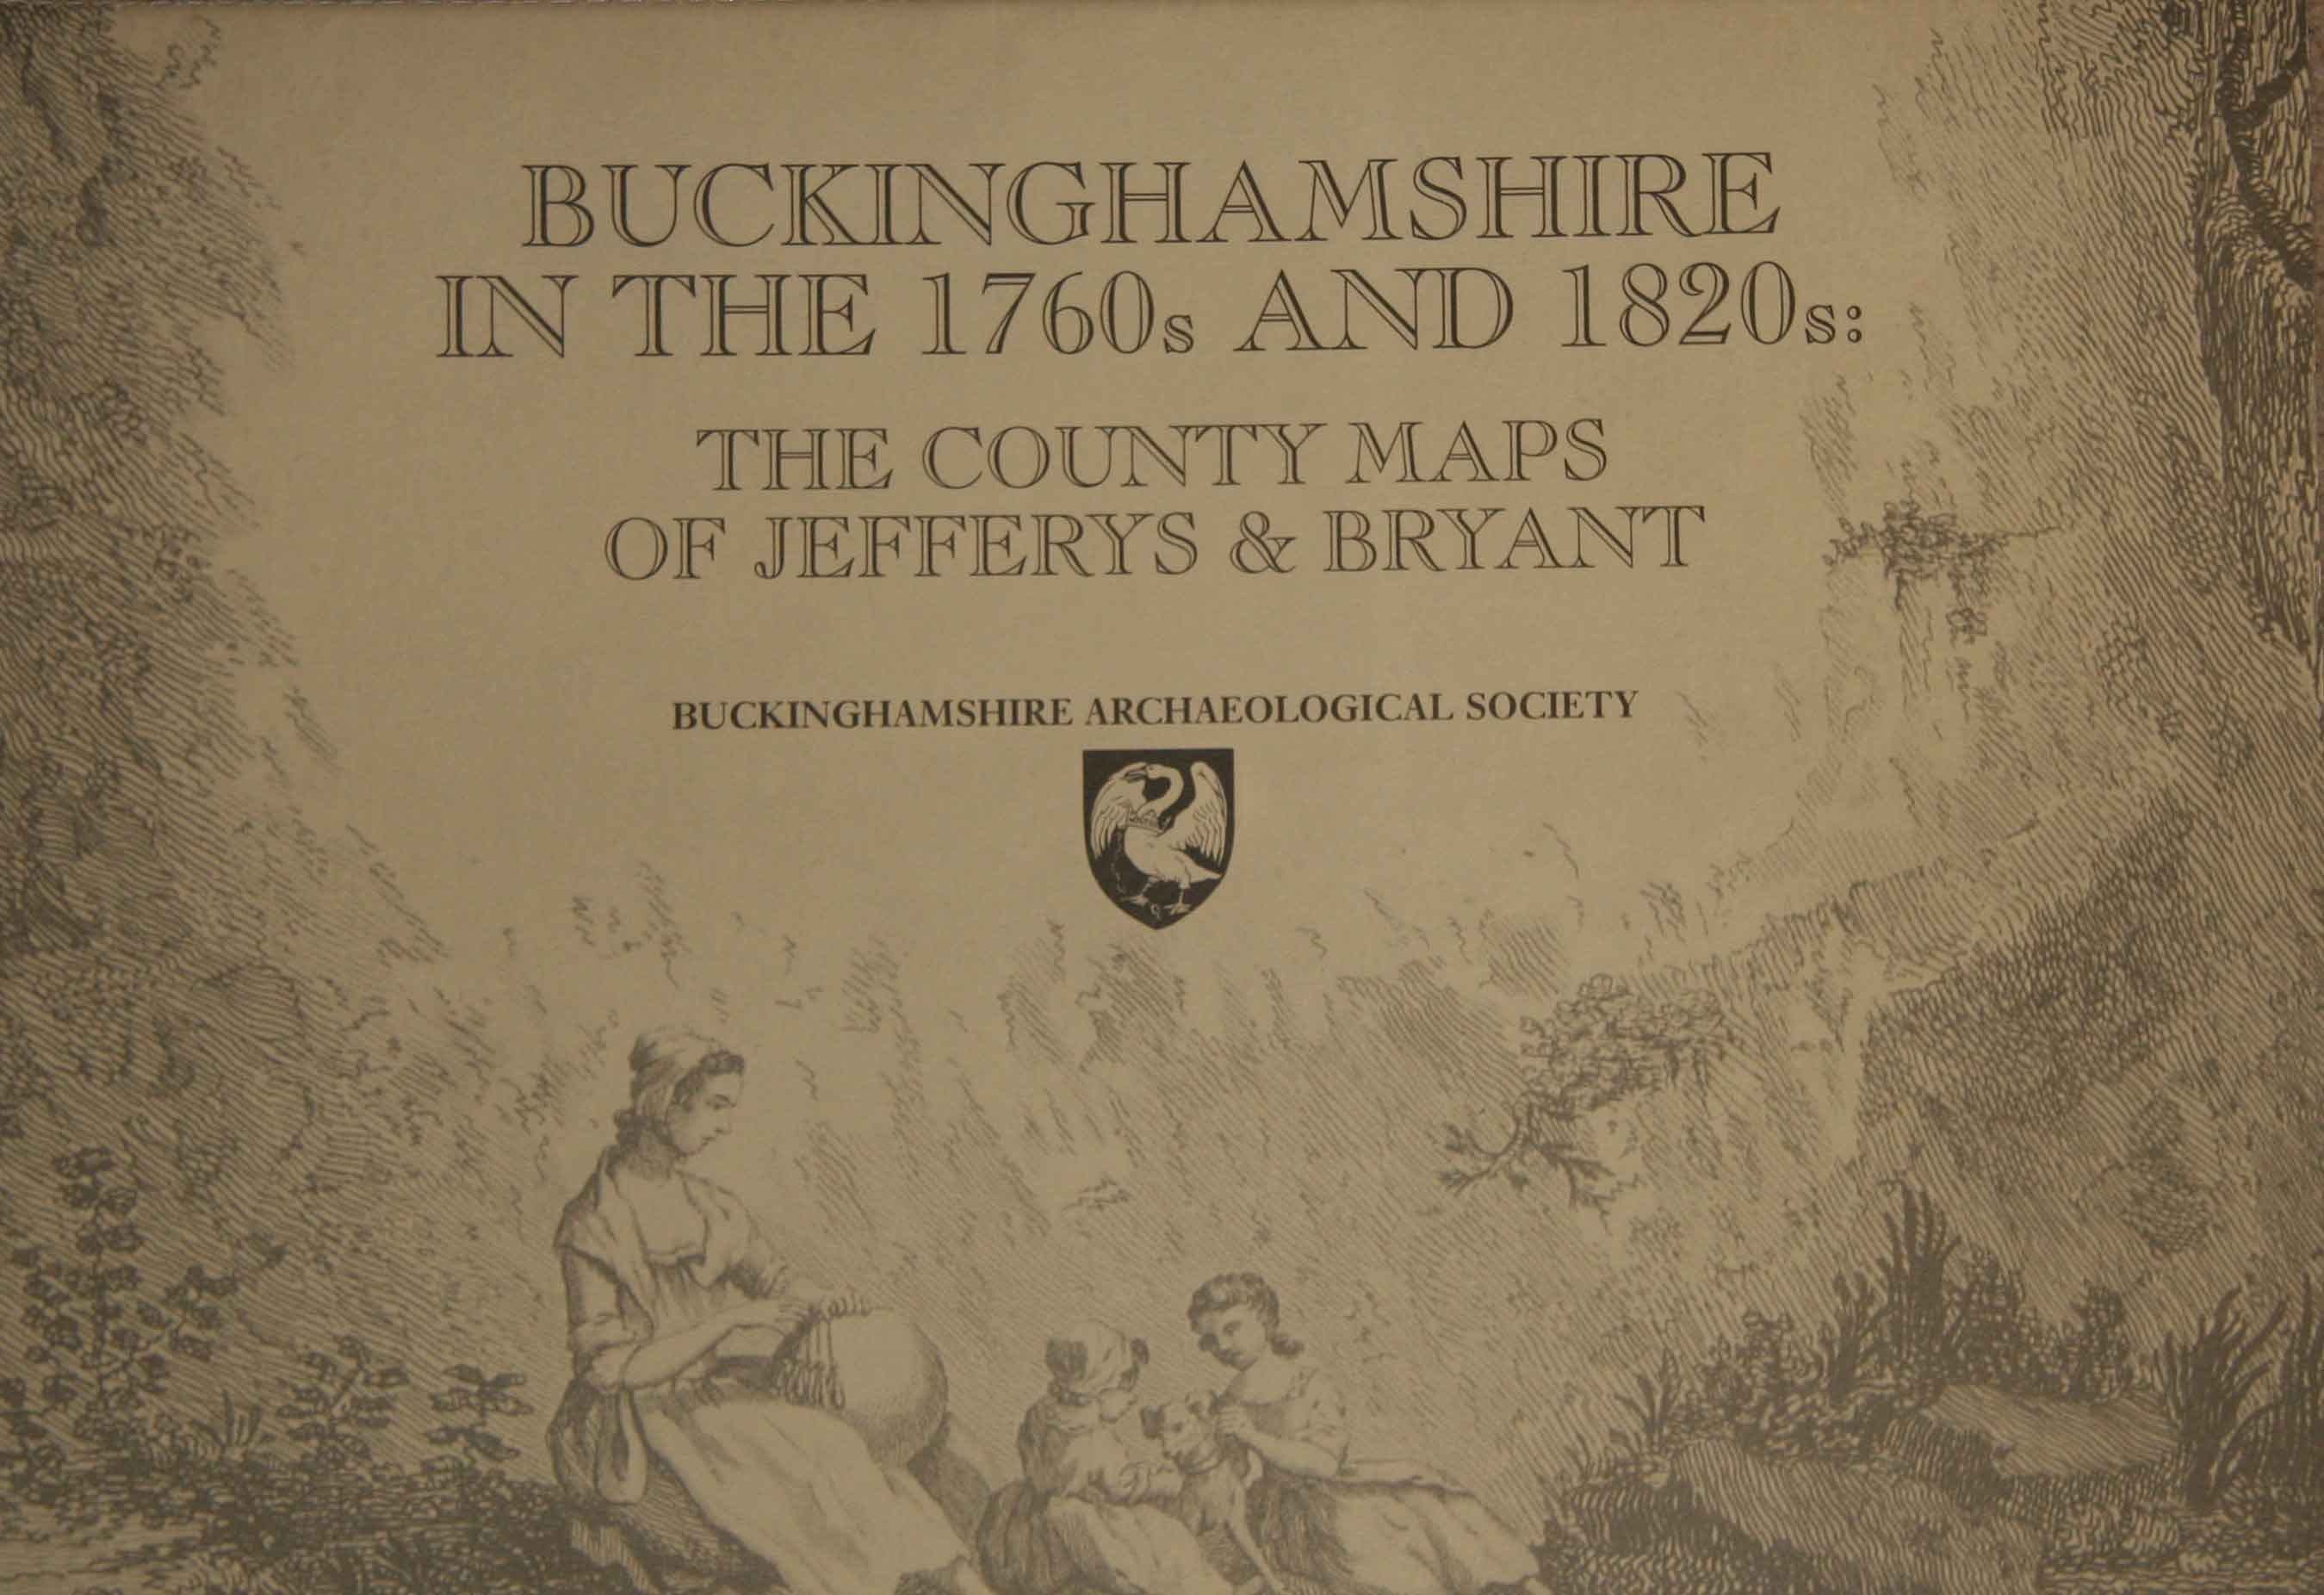 BUCKINGHAMSHIRE
IN THE 1760s AND 1820s:
THE COUNTY MAPS
OF JEFFERYS & BRYANT
BUCKINGHAMSHIRE ARCHAEOLOGICAL SOCIETY